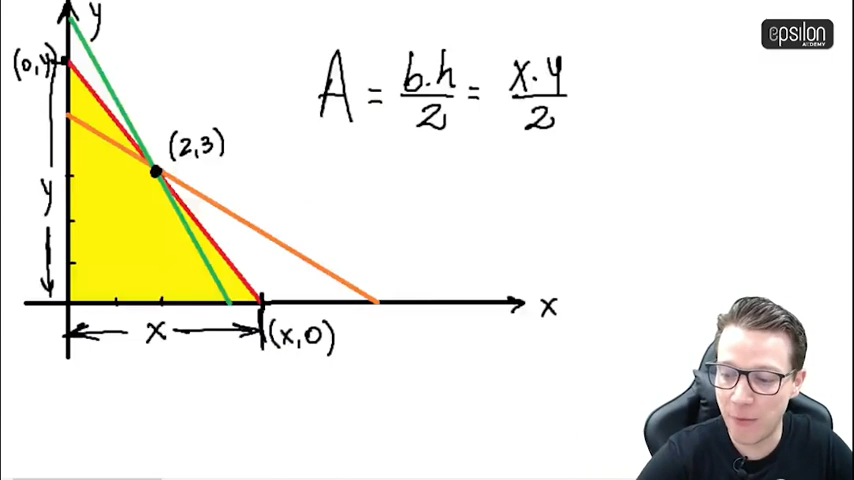 epsilon
ACADEMY
y
(0,y)
A = b.h/2 = x.y/2
(2,3)
y
x
x
(x,0)